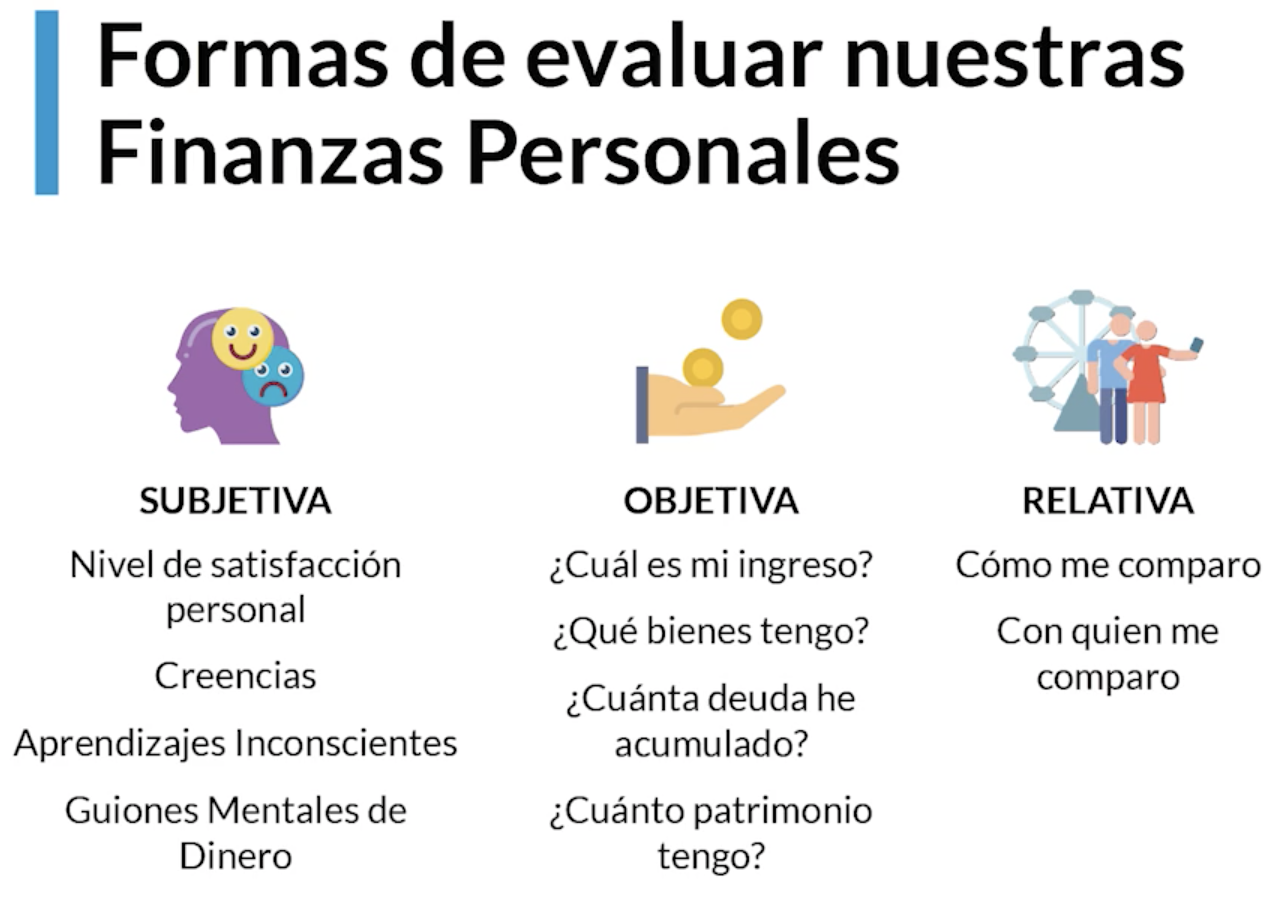 Formas de evaluar nuestras
Finanzas Personales
SUBJETIVA
Nivel de satisfacción
personal
Creencias
Aprendizajes Inconscientes
Guiones Mentales de
Dinero
OBJETIVA
¿Cuál es mi ingreso?
¿Qué bienes tengo?
¿Cuánta deuda he
acumulado?
¿Cuánto patrimonio
tengo?
RELATIVA
Cómo me comparo
Con quien me
comparo